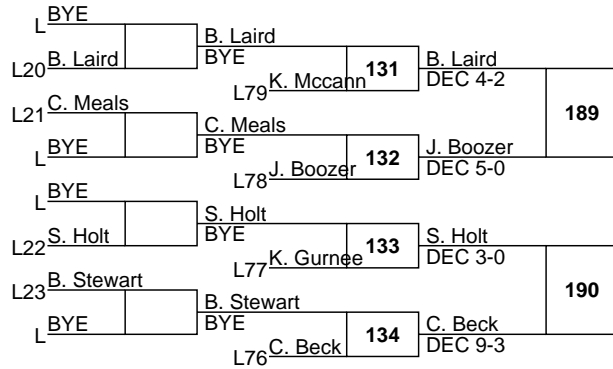 L BYE
L20 B. Laird
B. Laird
BYE
L79 K. Mccann
131
B. Laird
DEC 4-2
189
L21 C. Meals
L BYE
C. Meals
BYE
L78 J. Boozer
132
J. Boozer
DEC 5-0
L BYE
L22 S. Holt
S. Holt
BYE
L77 K. Gurnee
133
S. Holt
DEC 3-0
190
L23 B. Stewart
L BYE
B. Stewart
BYE
L76 C. Beck
134
C. Beck
DEC 9-3